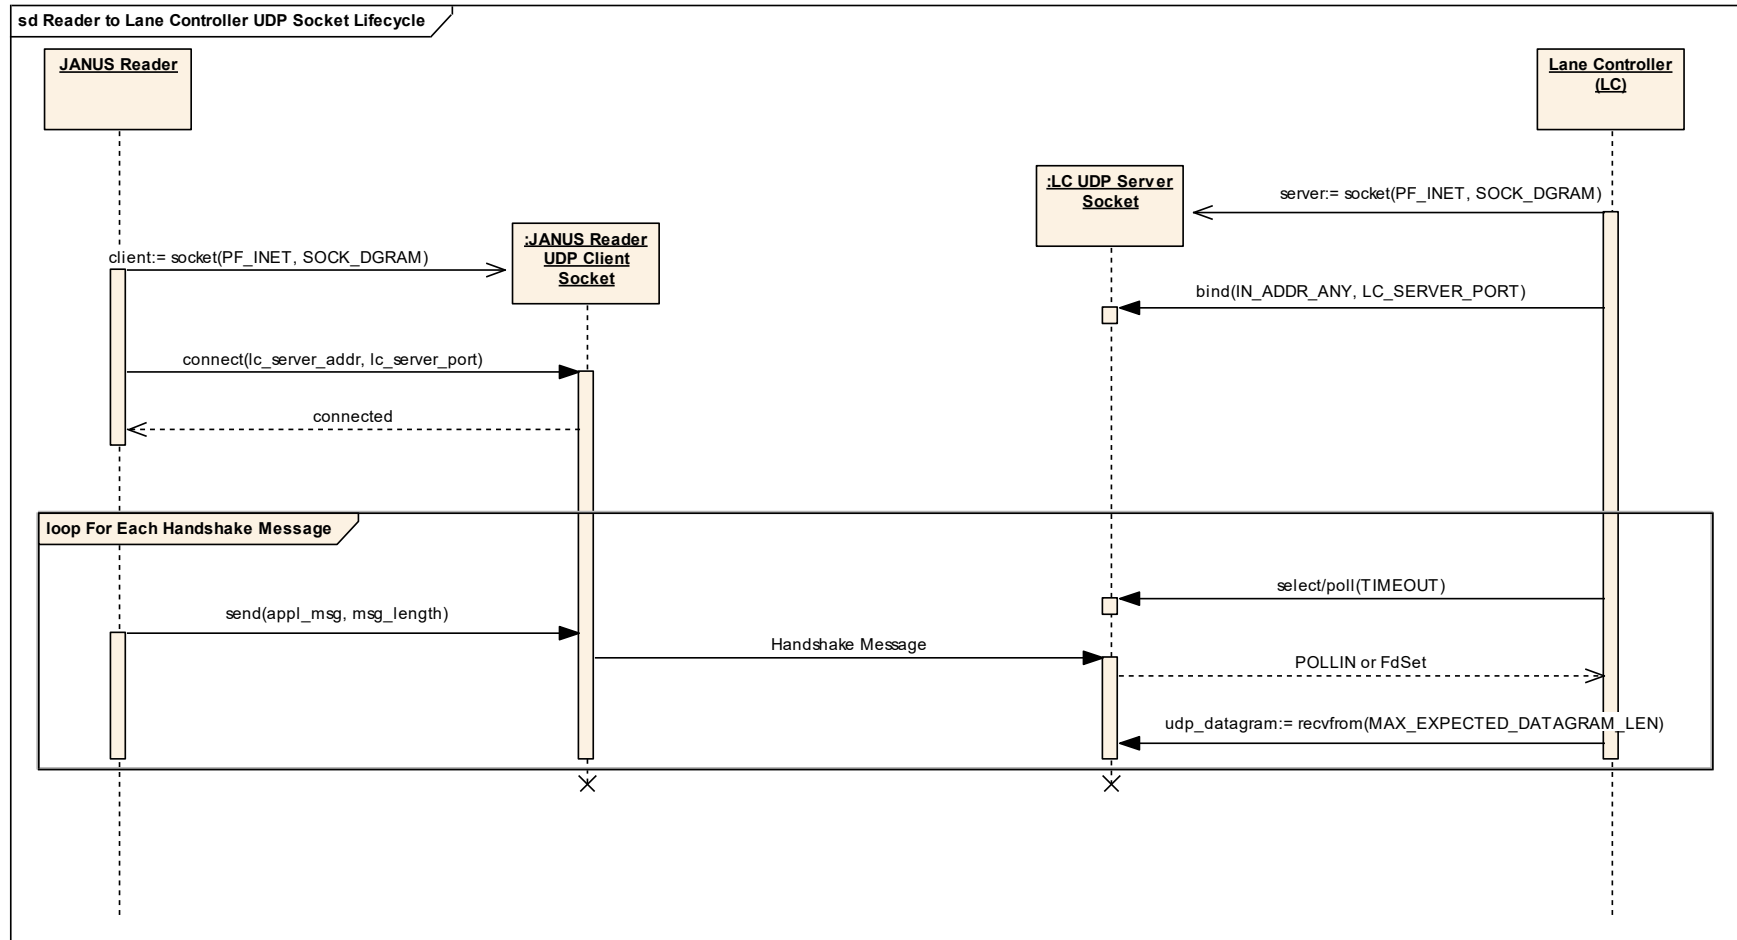 sd Reader to Lane Controller UDP Socket Lifecycle
JANUS Reader
Lane Controller
(LC)
:LC UDP Server
Socket
server:= socket(PF_INET, SOCK_DGRAM)
:JANUS Reader
UDP Client
Socket
client:= socket(PF_INET, SOCK_DGRAM)
bind(IN_ADDR_ANY, LC_SERVER_PORT)
connect(lc_server_addr, lc_server_port)
connected
loop For Each Handshake Message
select/poll(TIMEOUT)
send(appl_msg, msg_length)
Handshake Message
POLLIN or FdSet
udp_datagram:= recvfrom(MAX_EXPECTED_DATAGRAM_LEN)